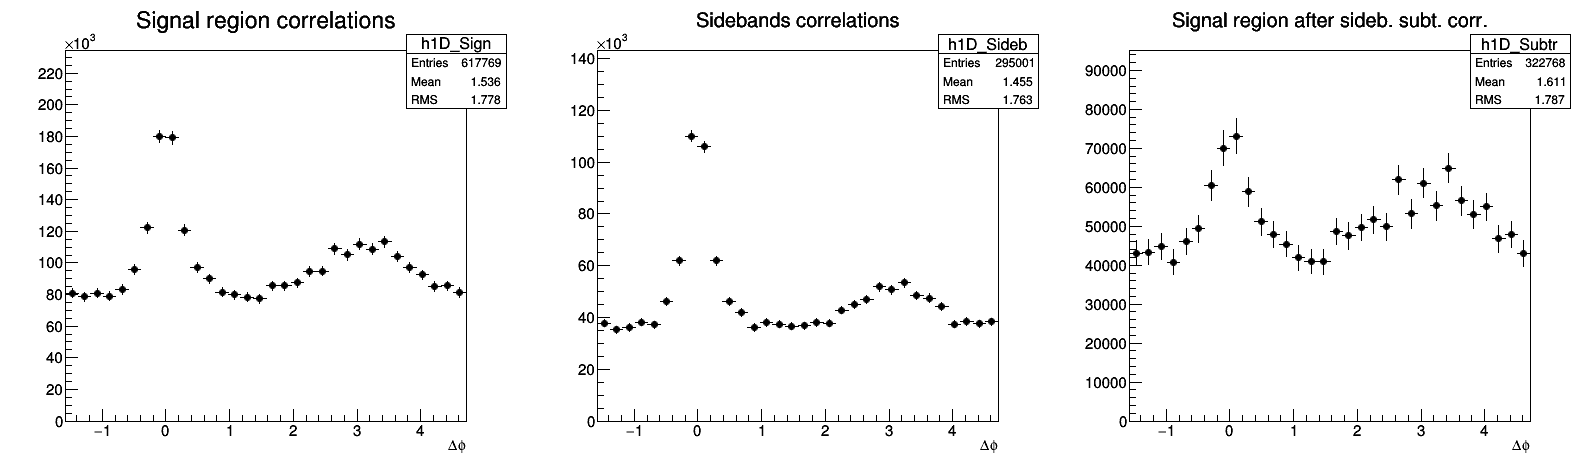 Signal region correlations
×10³
h1D_Sign
Entries 617769
Mean 1.536
RMS 1.778
220
200
180
160
140
120
100
80
60
40
20
0
−1 0 1 2 3 4
Δϕ
Sidebands correlations
×10³
h1D_Sideb
Entries 295001
Mean 1.455
RMS 1.763
140
120
100
80
60
40
20
0
−1 0 1 2 3 4
Δϕ
Signal region after sideb. subt. corr.
h1D_Subtr
Entries 322768
Mean 1.611
RMS 1.787
90000
80000
70000
60000
50000
40000
30000
20000
10000
0
−1 0 1 2 3 4
Δϕ